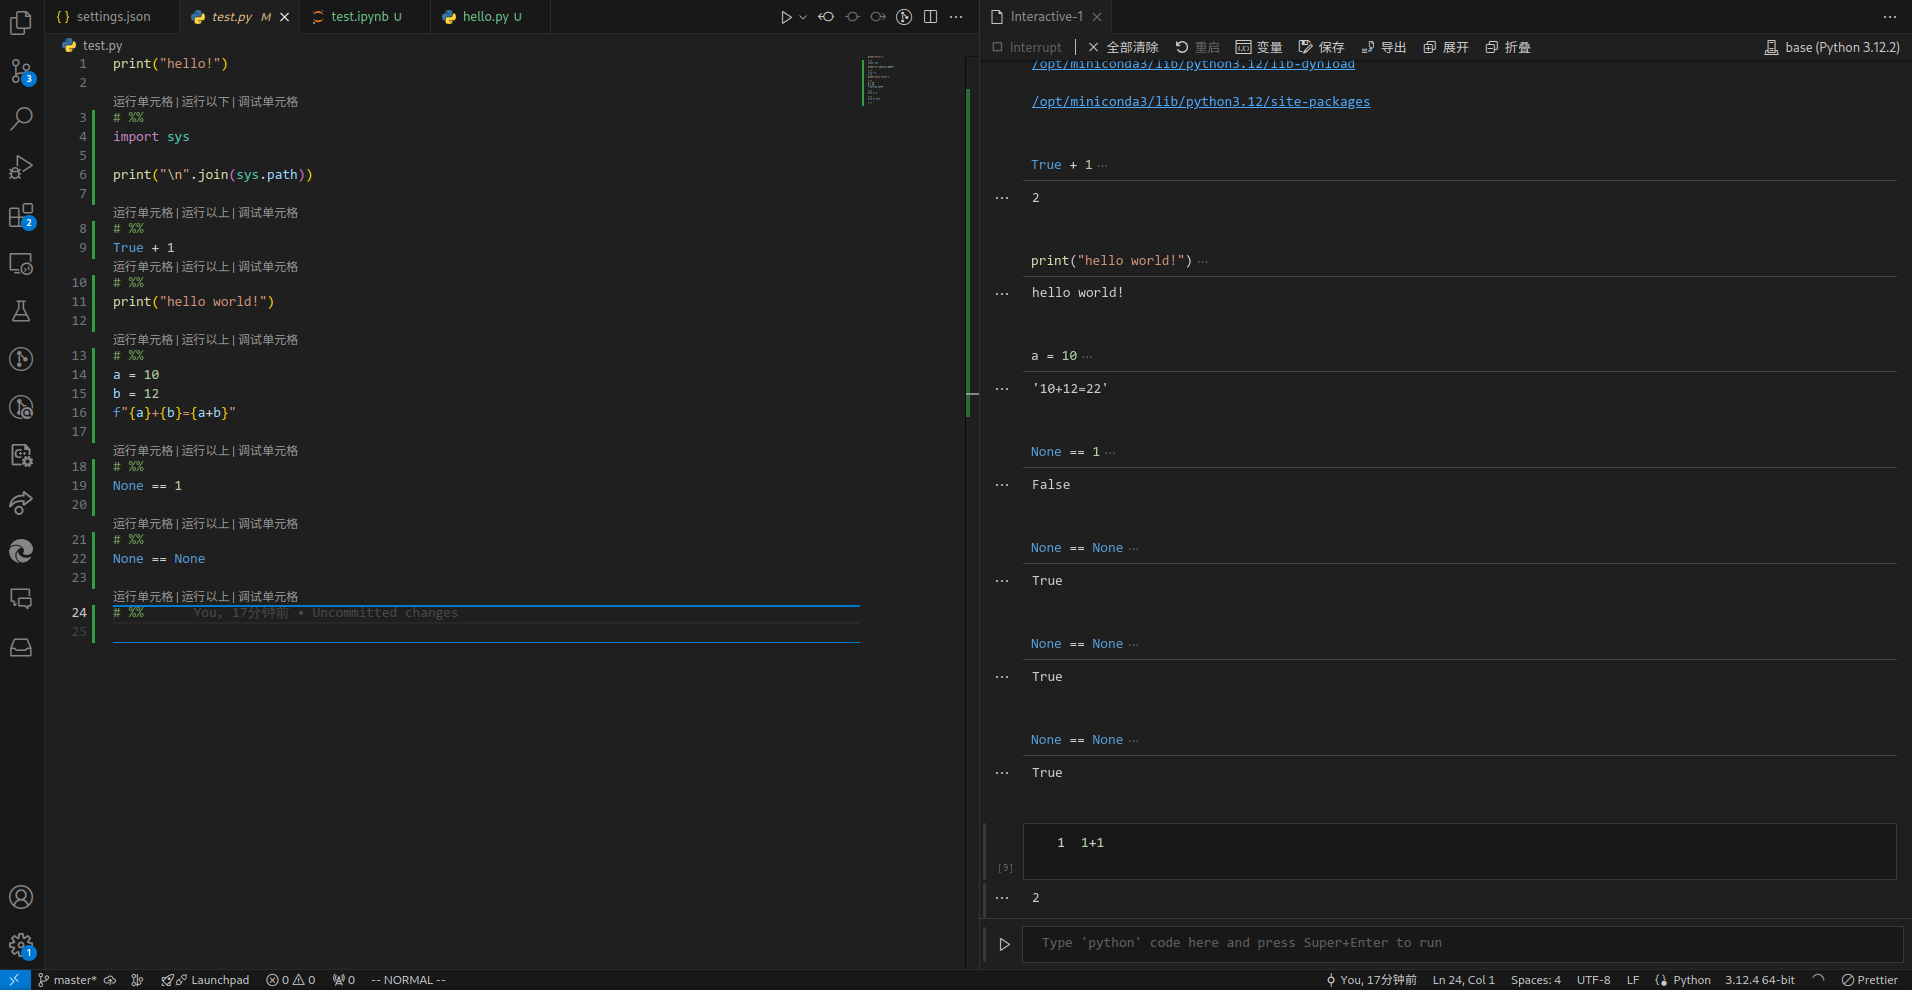 settings.json
test.py M
test.ipynb U
hello.py U
test.py
1 print("hello!")
2
运行单元格|运行以下|调试单元格
3 # %%
4 import sys
5
6 print("\n".join(sys.path))
7
运行单元格|运行以上|调试单元格
8 # %%
9 True + 1
运行单元格|运行以上|调试单元格
10 # %%
11 print("hello world!")
12
运行单元格|运行以上|调试单元格
13 # %%
14 a = 10
15 b = 12
16 f"{a}+{b}={a+b}"
17
运行单元格|运行以上|调试单元格
18 # %%
19 None == 1
20
运行单元格|运行以上|调试单元格
21 # %%
22 None == None
23
运行单元格|运行以上|调试单元格
24 # %% You, 17分钟前 • Uncommitted changes
25
3
2
1
Interactive-1
Interrupt | 全部清除 重启 变量 保存 导出 展开 折叠 base (Python 3.12.2)
/opt/miniconda3/lib/python3.12/lib-dynload
/opt/miniconda3/lib/python3.12/site-packages
True + 1 ...
2
print("hello world!") ...
hello world!
a = 10 ...
'10+12=22'
None == 1 ...
False
None == None ...
True
None == None ...
True
None == None ...
True
1 1+1
[9]
2
Type 'python' code here and press Super+Enter to run
master* Launchpad 0 0 0 -- NORMAL --
You, 17分钟前 Ln 24, Col 1 Spaces: 4 UTF-8 LF Python 3.12.4 64-bit Prettier